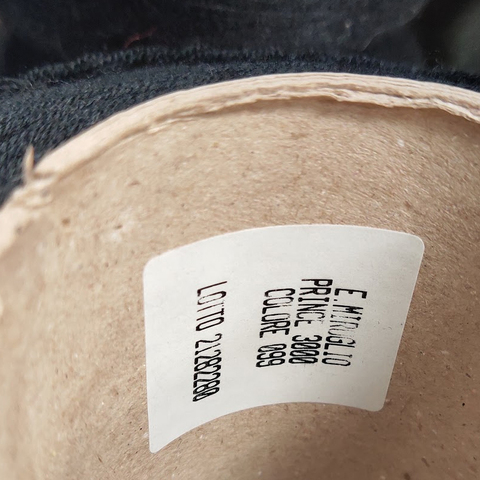 E.MIROGLIO
PRINCE 3000
COLORE 099
LOTTO 21282280